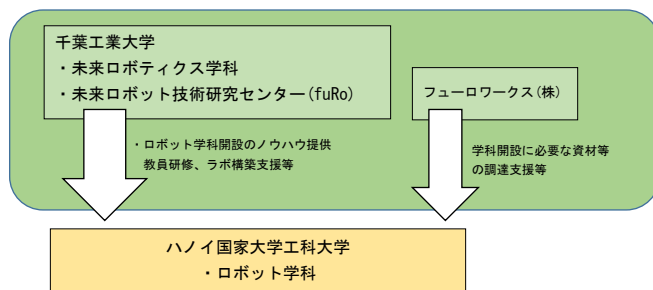 千葉工業大学
・未来ロボティクス学科
・未来ロボット技術研究センター(fuRo)
フューロワークス(株)
・ロボット学科開設のノウハウ提供
教員研修、ラボ構築支援等
学科開設に必要な資材等
の調達支援等
ハノイ国家大学工科大学
・ロボット学科